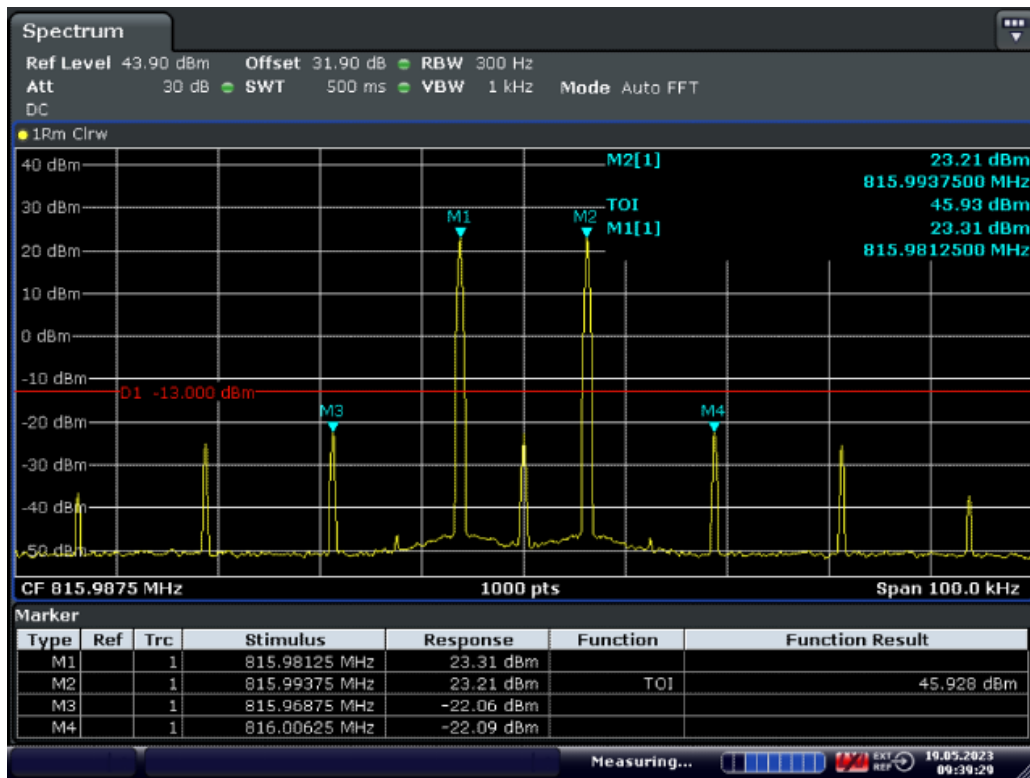 Spectrum
Ref Level 43.90 dBm Offset 31.90 dB RBW 300 Hz
Att 30 dB SWT 500 ms VBW 1 kHz Mode Auto FFT
DC
1Rm Clrw
40 dBm
M2[1] 23.21 dBm
815.9937500 MHz
30 dBm
TOI 45.93 dBm
M1 M2
M1[1] 23.31 dBm
20 dBm
815.9812500 MHz
10 dBm
0 dBm
-10 dBm
D1 -13.000 dBm
M3 M4
-20 dBm
-30 dBm
-40 dBm
-50 dBm
CF 815.9875 MHz 1000 pts Span 100.0 kHz
Marker
Type Ref Trc Stimulus Response Function Function Result
M1 1 815.98125 MHz 23.31 dBm
M2 1 815.99375 MHz 23.21 dBm TOI 45.928 dBm
M3 1 815.96875 MHz -22.06 dBm
M4 1 816.00625 MHz -22.09 dBm
Measuring... EXT REF 19.05.2023
09:39:29